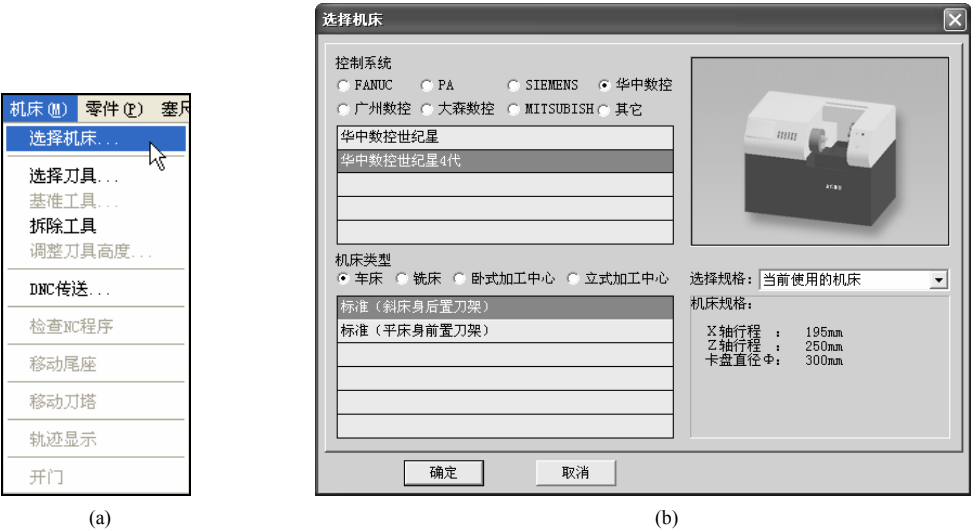 机床(M) 零件(P) 塞尺
选择机床...
选择刀具...
基准工具...
拆除工具
调整刀具高度...
DNC传送...
检查NC程序
移动尾座
移动刀塔
轨迹显示
开门
(a)
选择机床
控制系统
FANUC PA SIEMENS 华中数控
广州数控 大森数控 MITSUBISH 其它
华中数控世纪星
华中数控世纪星4代
机床类型
车床 铣床 卧式加工中心 立式加工中心
标准（斜床身后置刀架）
标准（平床身前置刀架）
选择规格: 当前使用的机床
机床规格:
X轴行程 : 195mm
Z轴行程 : 250mm
卡盘直径Φ: 300mm
确定 取消
(b)